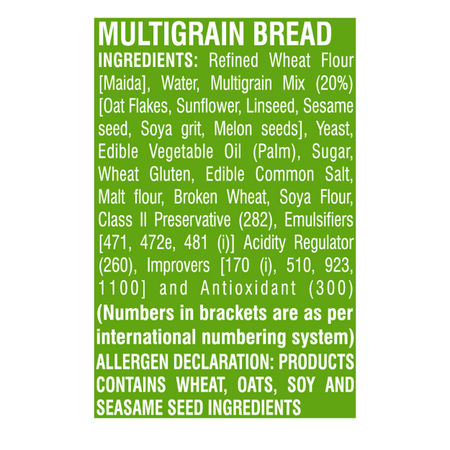 MULTIGRAIN BREAD
INGREDIENTS: Refined Wheat Flour
[Maida], Water, Multigrain Mix (20%)
[Oat Flakes, Sunflower, Linseed, Sesame
seed, Soya grit, Melon seeds], Yeast,
Edible Vegetable Oil (Palm), Sugar,
Wheat Gluten, Edible Common Salt,
Malt flour, Broken Wheat, Soya Flour,
Class II Preservative (282), Emulsifiers
[471, 472e, 481 (i)] Acidity Regulator
(260), Improvers [170 (i), 510, 923,
1100] and Antioxidant (300)
(Numbers in brackets are as per
international numbering system)
ALLERGEN DECLARATION: PRODUCTS
CONTAINS WHEAT, OATS, SOY AND
SEASAME SEED INGREDIENTS